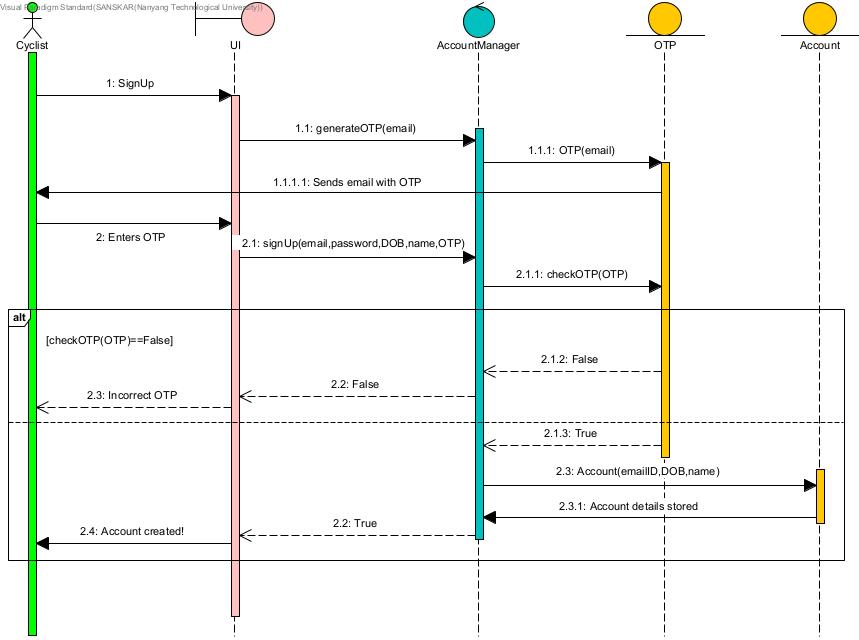 Visual Paradigm Standard(SANSKAR(Nanyang Technological University))
Cyclist
UI
AccountManager
OTP
Account
1: SignUp
1.1: generateOTP(email)
1.1.1: OTP(email)
1.1.1.1: Sends email with OTP
2: Enters OTP
2.1: signUp(email,password,DOB,name,OTP)
2.1.1: checkOTP(OTP)
alt
[checkOTP(OTP)==False]
2.1.2: False
2.2: False
2.3: Incorrect OTP
2.1.3: True
2.3: Account(emailID,DOB,name)
2.3.1: Account details stored
2.2: True
2.4: Account created!